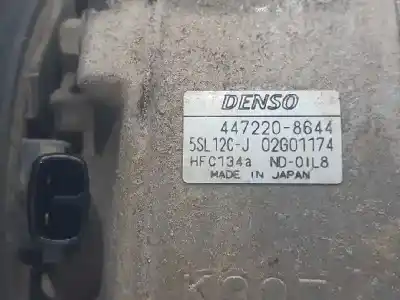 DENSO
447220-8644
5SL12C-J 02G01174
HFC134a ND-OIL8
MADE IN JAPAN